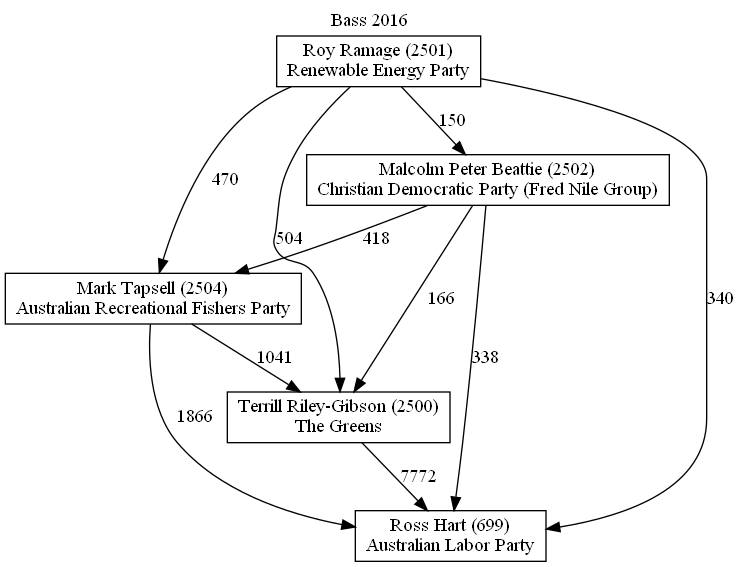 Bass 2016
Roy Ramage (2501)
Renewable Energy Party
150
Malcolm Peter Beattie (2502)
Christian Democratic Party (Fred Nile Group)
470
504
418
340
Mark Tapsell (2504)
Australian Recreational Fishers Party
166
1041
338
Terrill Riley-Gibson (2500)
The Greens
1866
7772
Ross Hart (699)
Australian Labor Party